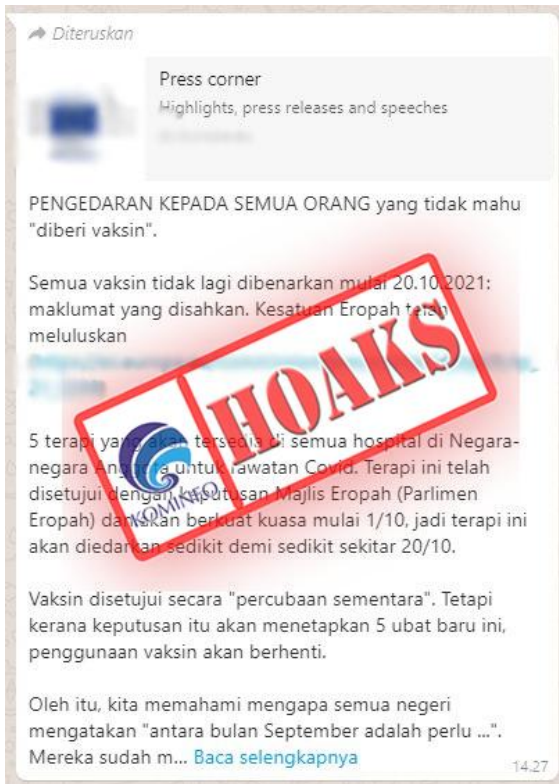 Diteruskan
Press corner
Highlights, press releases and speeches
PENGEDARAN KEPADA SEMUA ORANG yang tidak mahu
"diberi vaksin".
Semua vaksin tidak lagi dibenarkan mulai 20.10.2021:
maklumat yang disahkan. Kesatuan Eropah telah
meluluskan
HOAKS
KOMINFO
5 terapi yang akan tersedia di semua hospital di Negara-
negara Anggota untuk rawatan Covid. Terapi ini telah
disetujui dengan keputusan Majlis Eropah (Parlimen
Eropah) dan akan berkuat kuasa mulai 1/10, jadi terapi ini
akan diedarkan sedikit demi sedikit sekitar 20/10.
Vaksin disetujui secara "percubaan sementara". Tetapi
kerana keputusan itu akan menetapkan 5 ubat baru ini,
penggunaan vaksin akan berhenti.
Oleh itu, kita memahami mengapa semua negeri
mengatakan "antara bulan September adalah perlu ...".
Mereka sudah m... Baca selengkapnya
14.27